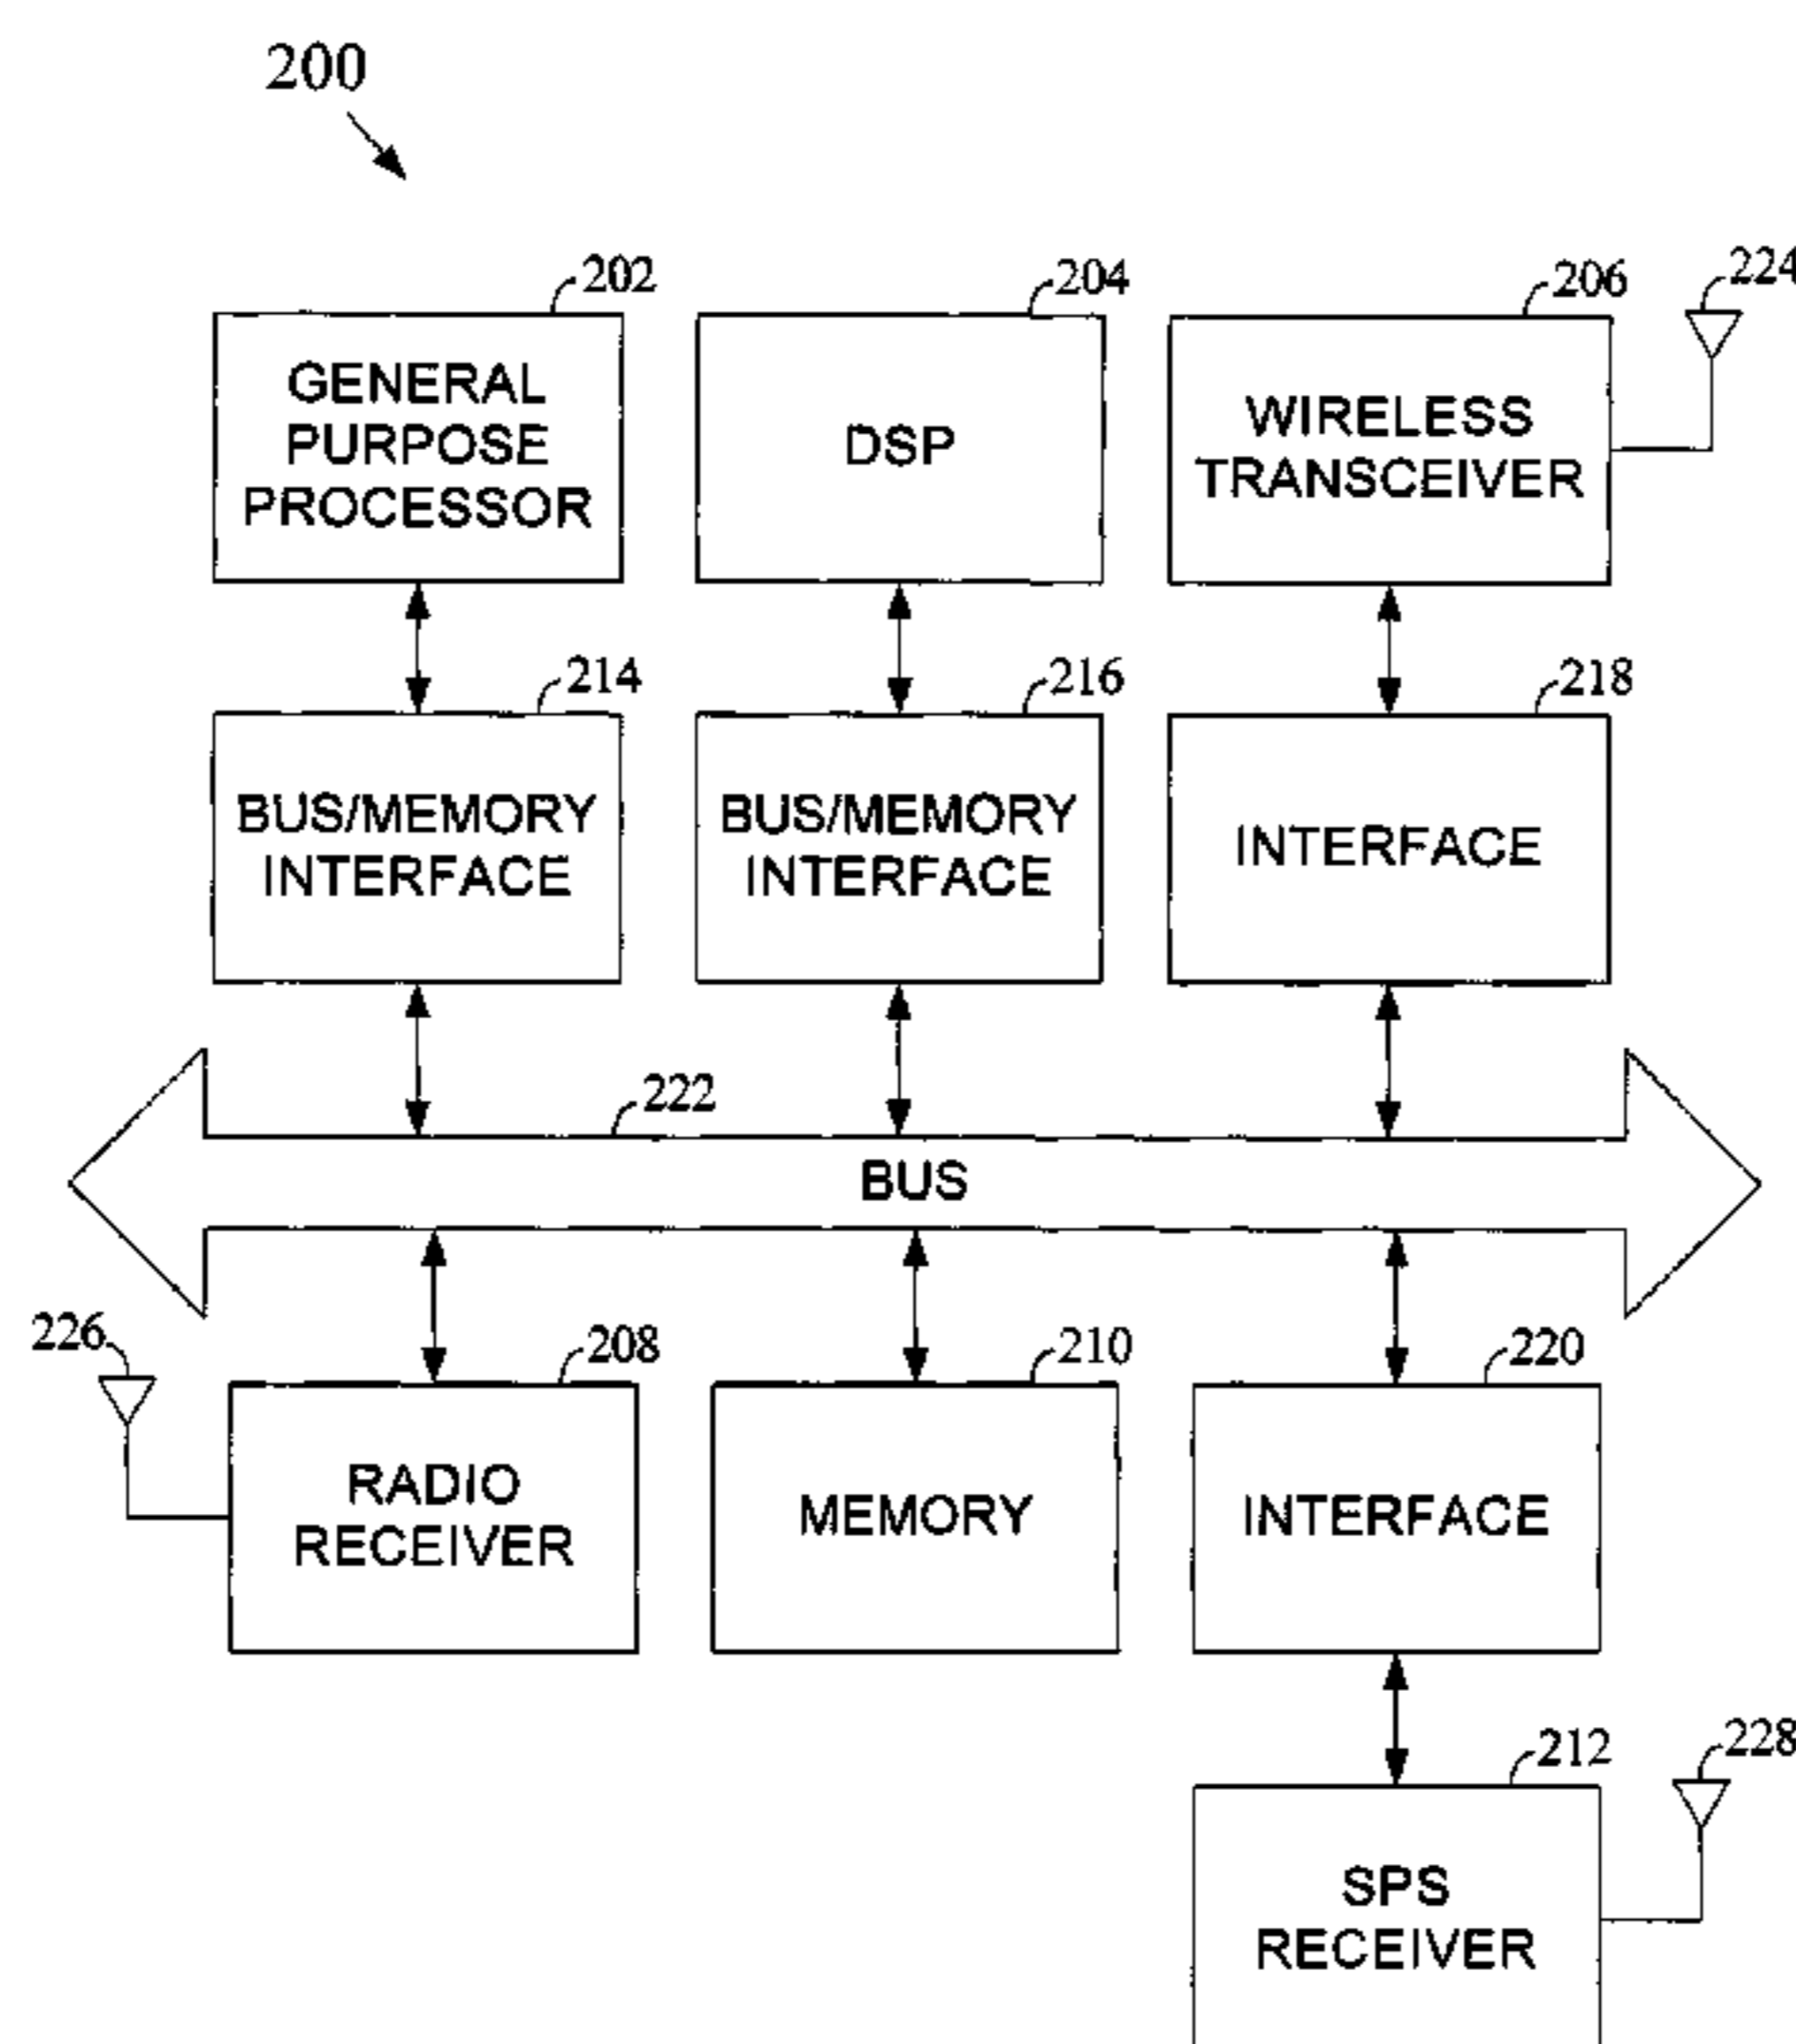 200
202
204
206
224
GENERAL
PURPOSE
PROCESSOR
DSP
WIRELESS
TRANSCEIVER
214
216
218
BUS/MEMORY
INTERFACE
BUS/MEMORY
INTERFACE
INTERFACE
222
BUS
226
208
210
220
RADIO
RECEIVER
MEMORY
INTERFACE
212
228
SPS
RECEIVER